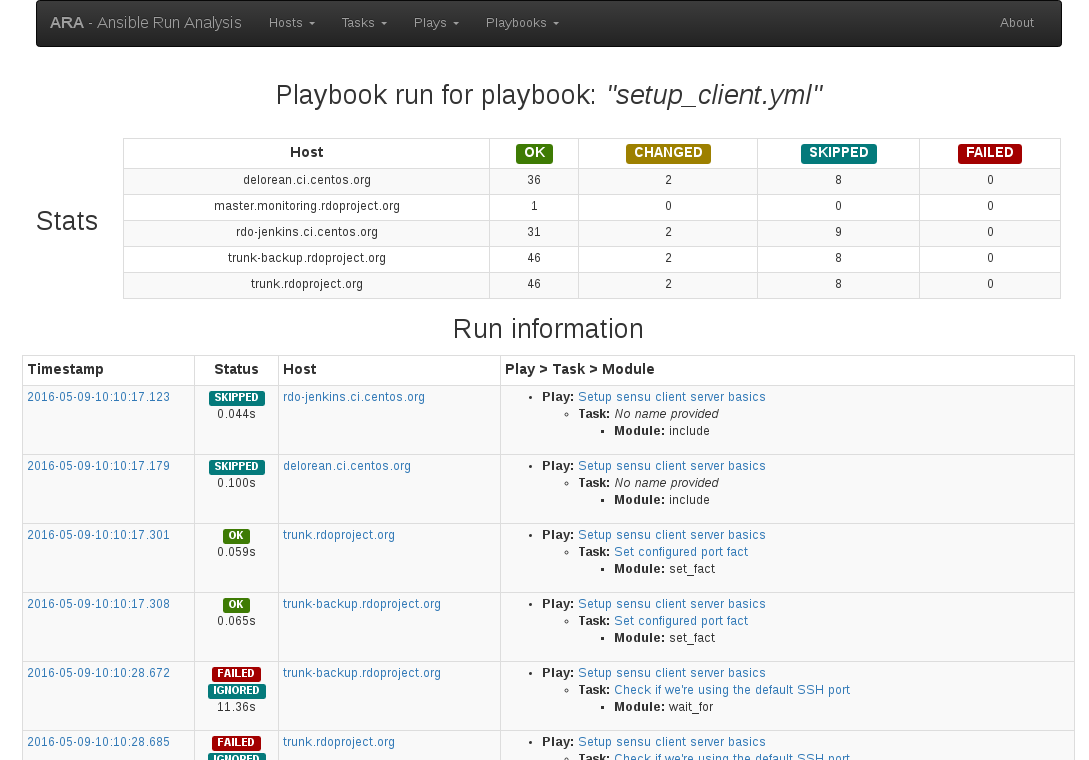 ARA - Ansible Run Analysis Hosts Tasks Plays Playbooks About
Playbook run for playbook: "setup_client.yml"
Stats
Host OK CHANGED SKIPPED FAILED
delorean.ci.centos.org 36 2 8 0
master.monitoring.rdoproject.org 1 0 0 0
rdo-jenkins.ci.centos.org 31 2 9 0
trunk-backup.rdoproject.org 46 2 8 0
trunk.rdoproject.org 46 2 8 0
Run information
Timestamp Status Host Play > Task > Module
2016-05-09-10:10:17.123 SKIPPED rdo-jenkins.ci.centos.org • Play: Setup sensu client server basics
0.044s ◦ Task: No name provided
▪ Module: include
2016-05-09-10:10:17.179 SKIPPED delorean.ci.centos.org • Play: Setup sensu client server basics
0.100s ◦ Task: No name provided
▪ Module: include
2016-05-09-10:10:17.301 OK trunk.rdoproject.org • Play: Setup sensu client server basics
0.059s ◦ Task: Set configured port fact
▪ Module: set_fact
2016-05-09-10:10:17.308 OK trunk-backup.rdoproject.org • Play: Setup sensu client server basics
0.065s ◦ Task: Set configured port fact
▪ Module: set_fact
2016-05-09-10:10:28.672 FAILED trunk-backup.rdoproject.org • Play: Setup sensu client server basics
IGNORED ◦ Task: Check if we're using the default SSH port
11.36s ▪ Module: wait_for
2016-05-09-10:10:28.685 FAILED trunk.rdoproject.org • Play: Setup sensu client server basics
IGNORED ◦ Task: Check if we're using the default SSH port